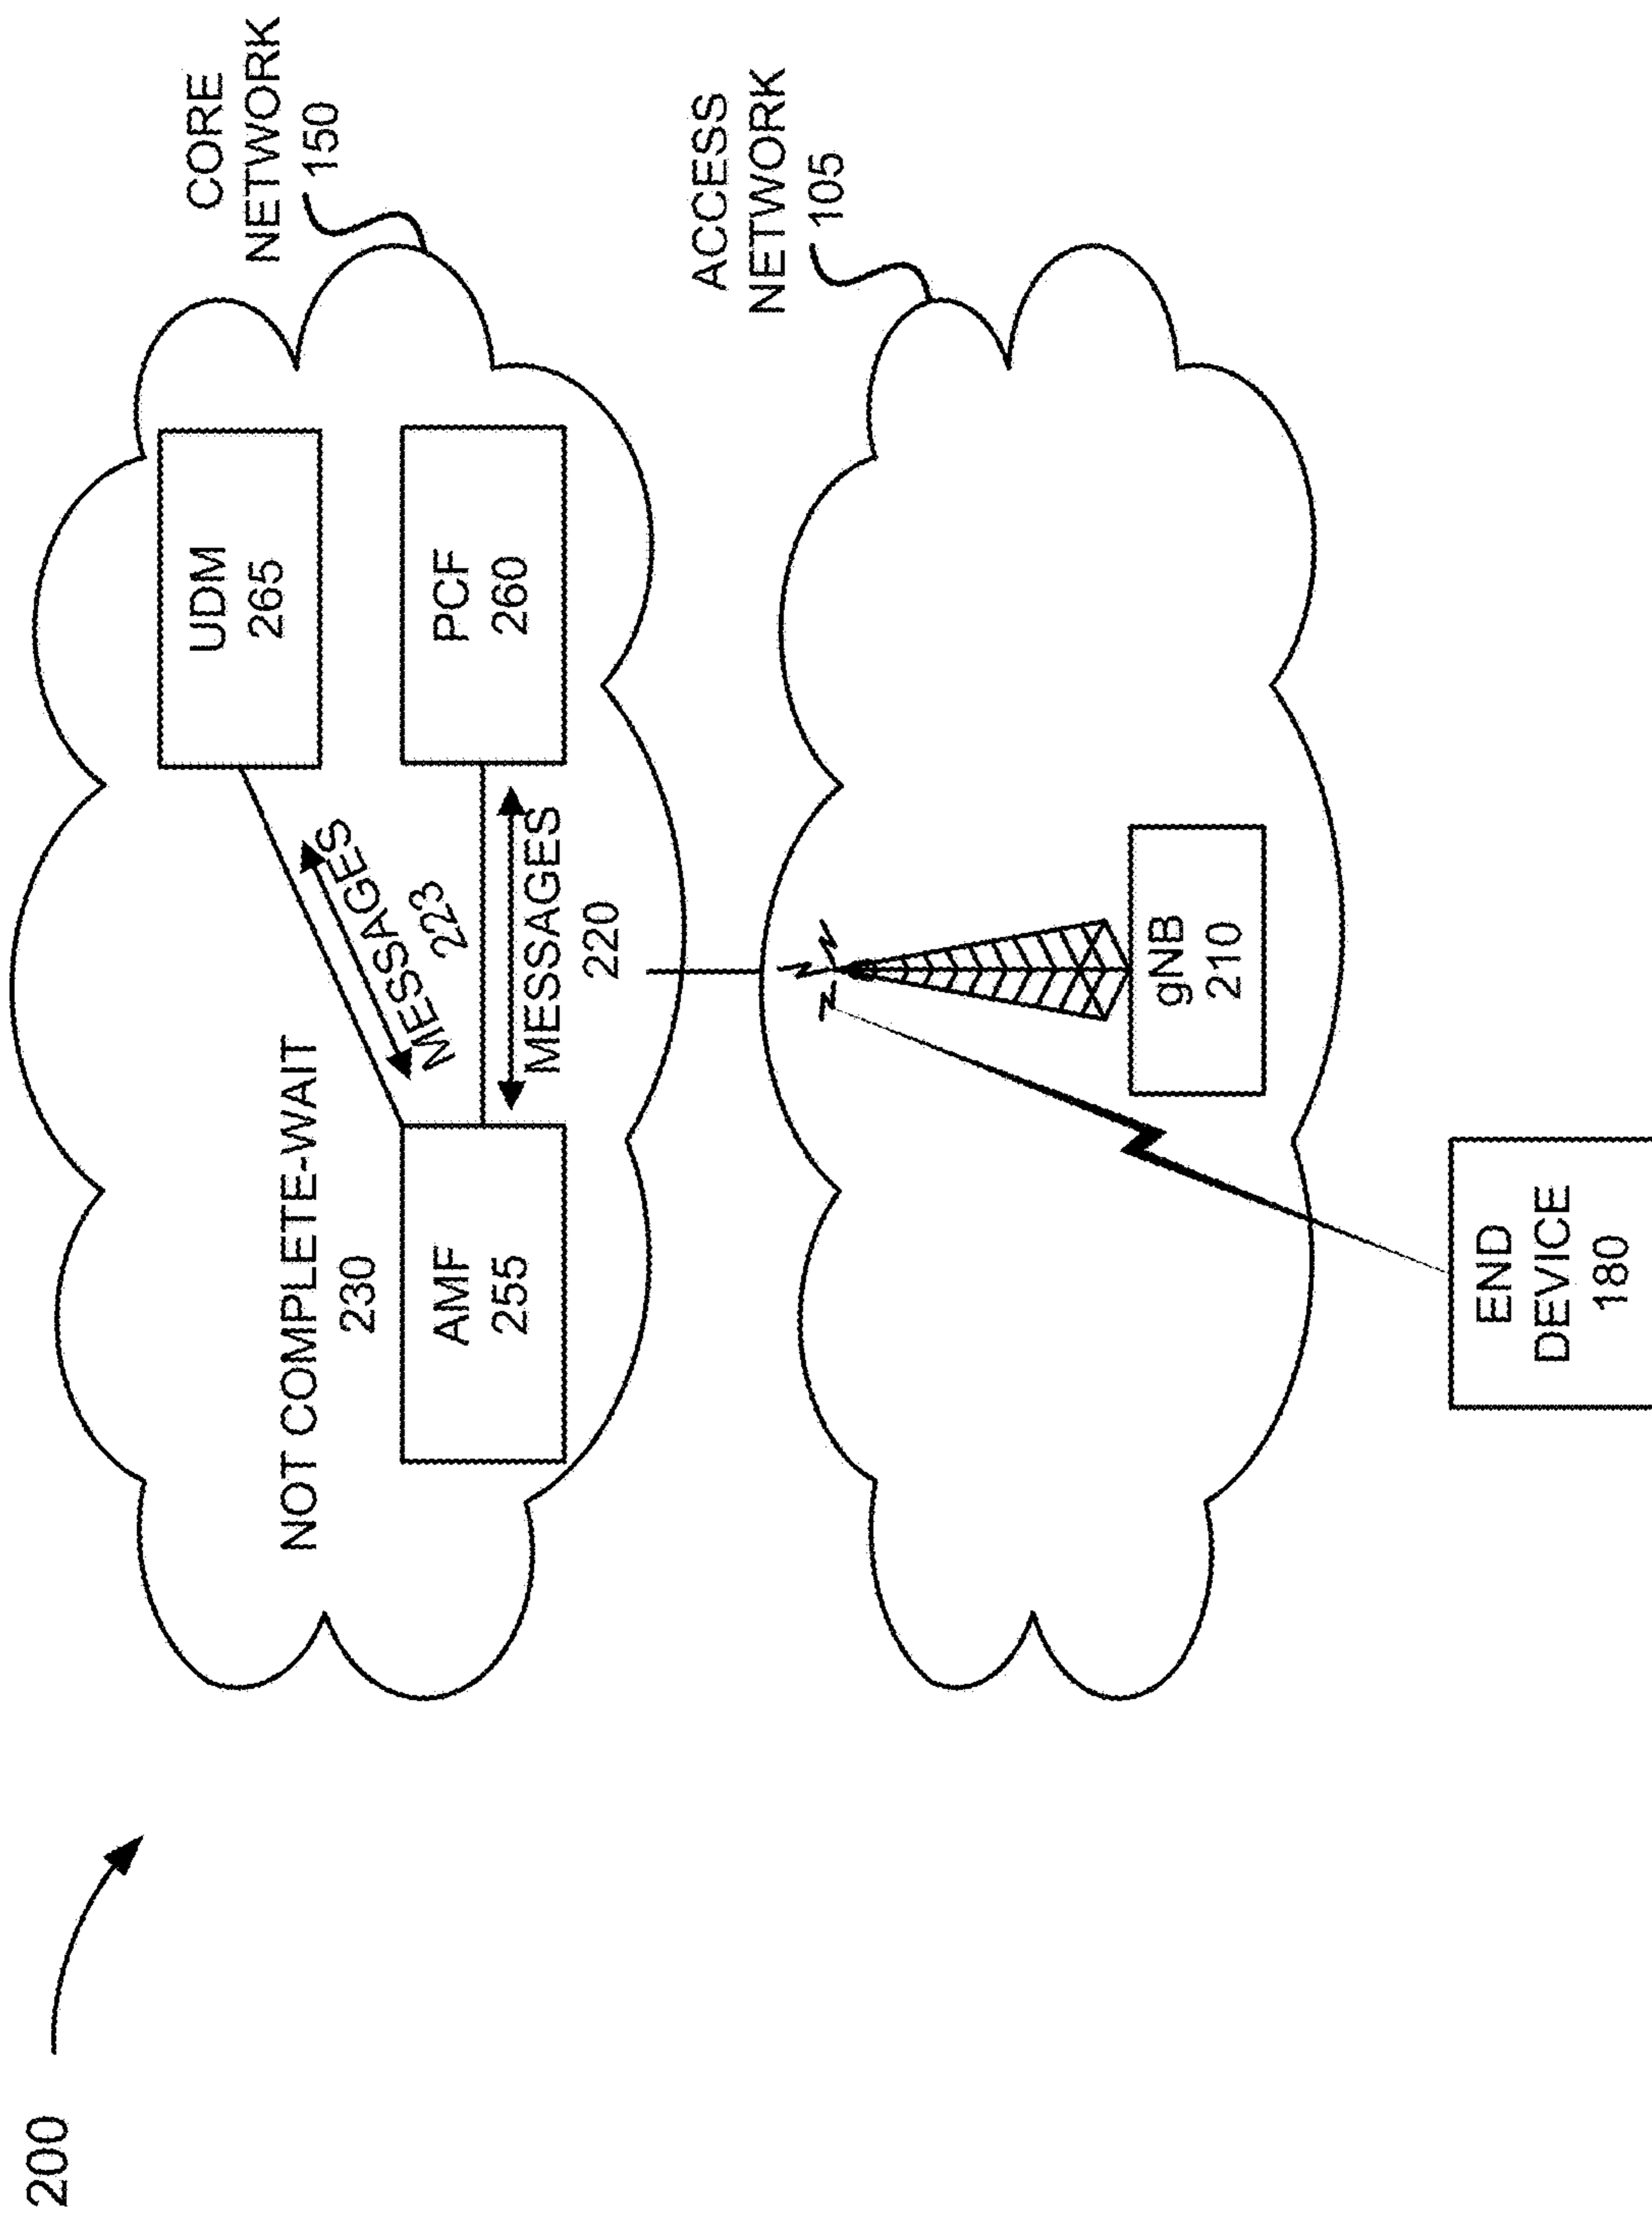 200
CORE
NETWORK
150
UDM
265
NOT COMPLETE-WAIT
230
MESSAGES
223
AMF
255
PCF
260
MESSAGES
220
ACCESS
NETWORK
105
gNB
210
END
DEVICE
180